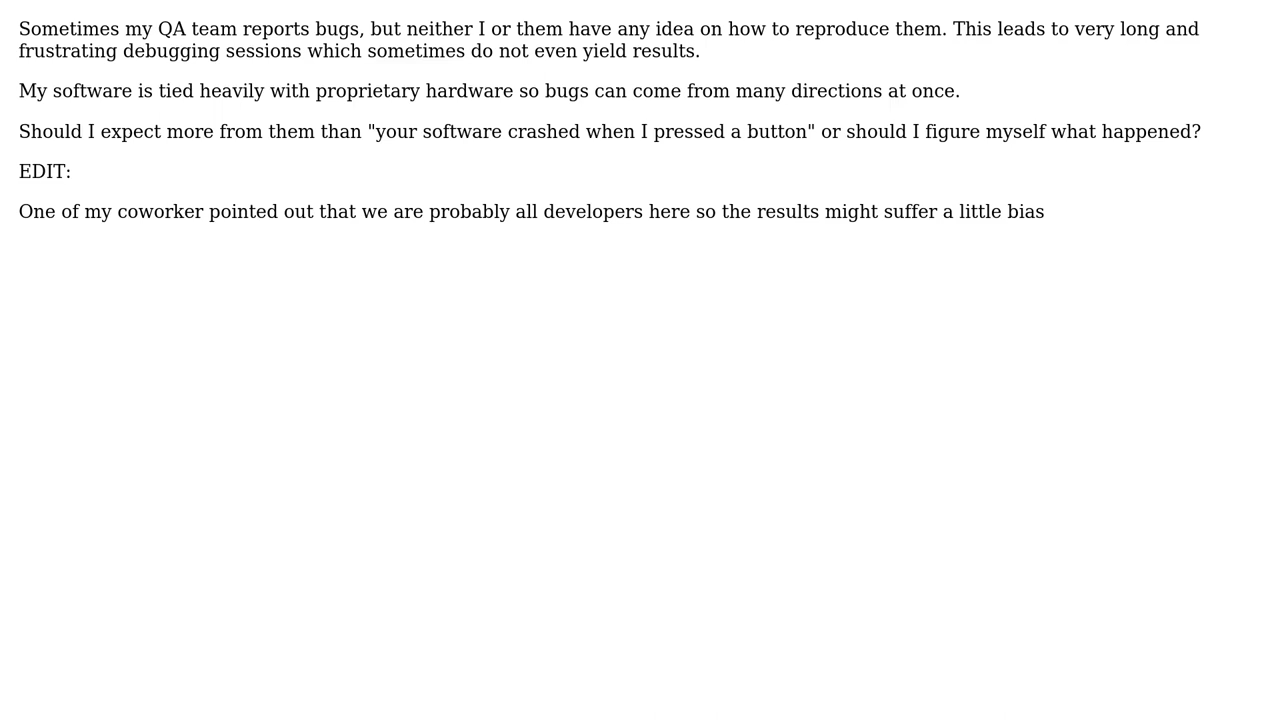 Sometimes my QA team reports bugs, but neither I or them have any idea on how to reproduce them. This leads to very long and
frustrating debugging sessions which sometimes do not even yield results.
My software is tied heavily with proprietary hardware so bugs can come from many directions at once.
Should I expect more from them than "your software crashed when I pressed a button" or should I figure myself what happened?
EDIT:
One of my coworker pointed out that we are probably all developers here so the results might suffer a little bias